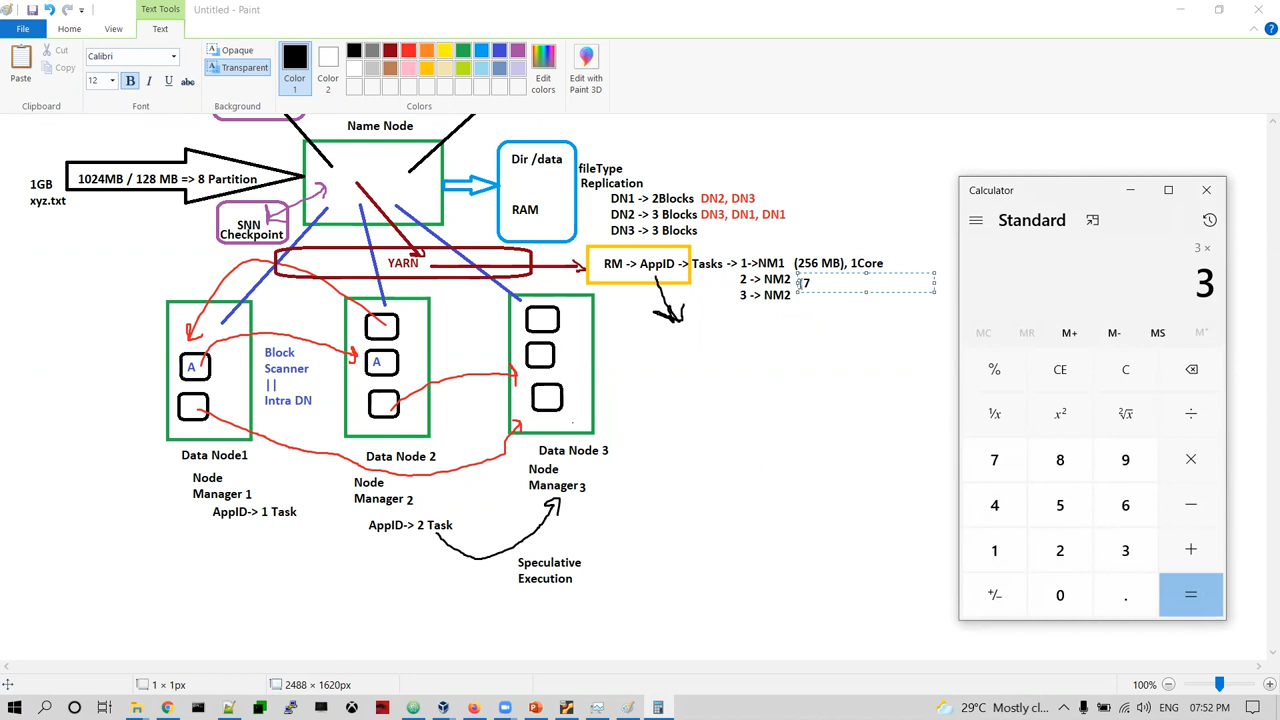 Text Tools
Untitled - Paint
File
Home
View
Text
Paste
Cut
Copy
Clipboard
Calibri
12
B
I
U
abc
Font
Opaque
Transparent
Background
Color
1
Color
2
Edit
colors
Edit with
Paint 3D
Colors
Name Node
1GB
xyz.txt
1024MB / 128 MB => 8 Partition
SNN
Checkpoint
Dir /data
RAM
fileType
Replication
DN1 -> 2Blocks DN2, DN3
DN2 -> 3 Blocks DN3, DN1, DN1
DN3 -> 3 Blocks
YARN
RM -> AppID -> Tasks -> 1->NM1 (256 MB), 1Core
2 -> NM2
7
3 -> NM2
A
Block
Scanner
||
Intra DN
A
Data Node1
Data Node 2
Data Node 3
Node
Manager 1
AppID-> 1 Task
Node
Manager 2
AppID-> 2 Task
Node
Manager 3
Speculative
Execution
Calculator
Standard
3 ×
3
MC
MR
M+
M-
MS
M˅
%
CE
C
¹/x
x²
²√x
÷
7
8
9
×
4
5
6
−
1
2
3
+
+/−
0
.
=
1 × 1px
2488 × 1620px
100%
29°C Mostly cl...
ENG
07:52 PM